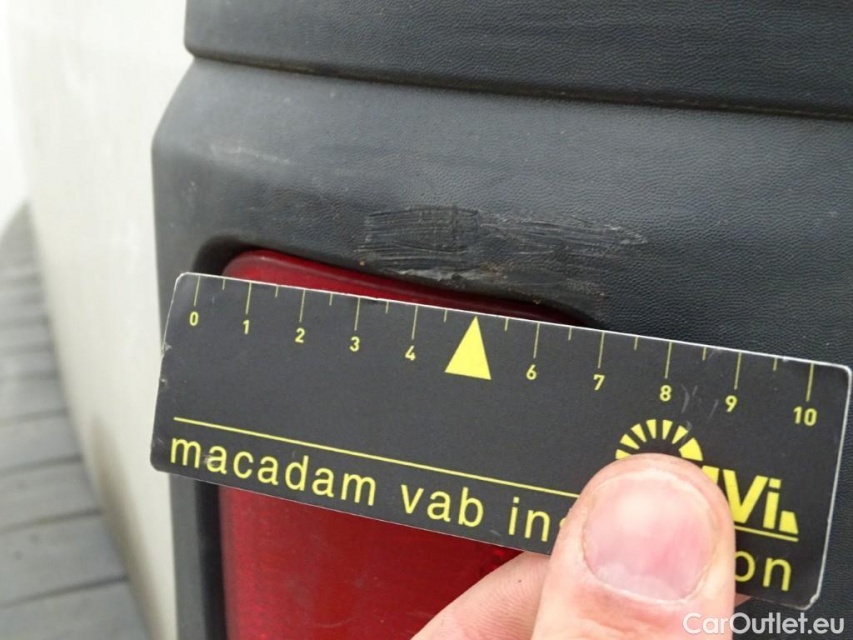 0 1 2 3 4 6 7 8 9 10
Vi.
macadam vab in on
CarOutlet.eu